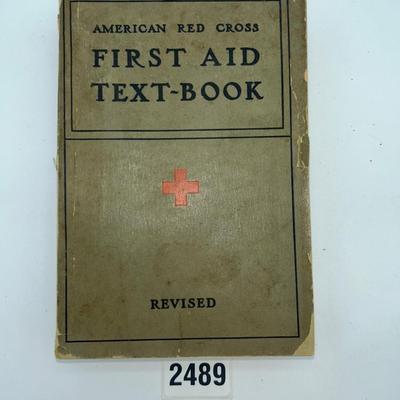 AMERICAN RED CROSS
FIRST AID
TEXT-BOOK
REVISED
2489